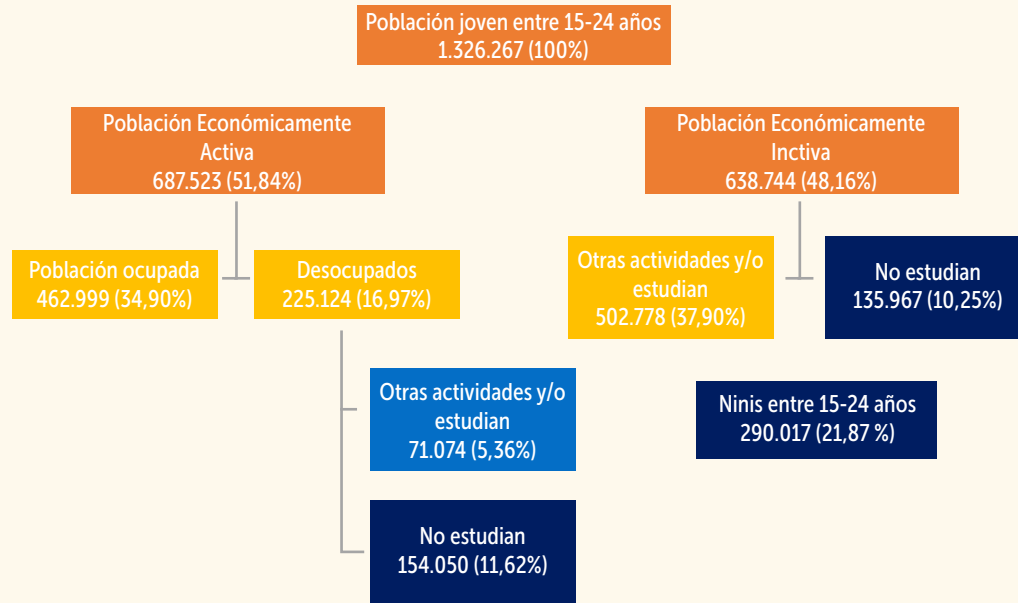 Población joven entre 15-24 años
1.326.267 (100%)
Población Económicamente
Activa
687.523 (51,84%)
Población Económicamente
Inctiva
638.744 (48,16%)
Población ocupada
462.999 (34,90%)
Desocupados
225.124 (16,97%)
Otras actividades y/o
estudian
502.778 (37,90%)
No estudian
135.967 (10,25%)
Otras actividades y/o
estudian
71.074 (5,36%)
Ninis entre 15-24 años
290.017 (21,87 %)
No estudian
154.050 (11,62%)